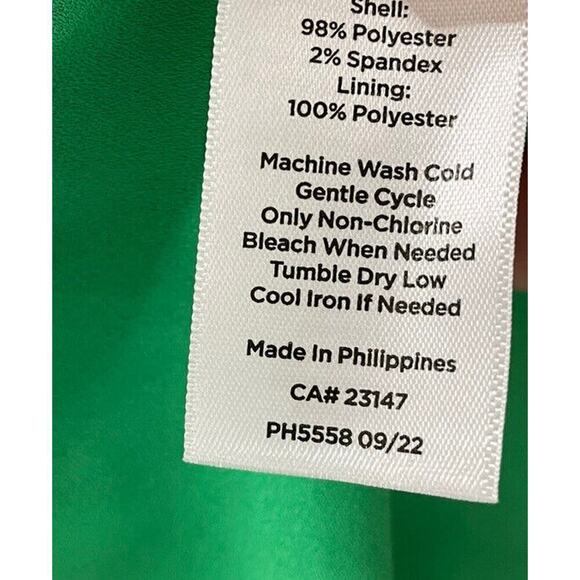 Shell:
98% Polyester
2% Spandex
Lining:
100% Polyester
Machine Wash Cold
Gentle Cycle
Only Non-Chlorine
Bleach When Needed
Tumble Dry Low
Cool Iron If Needed
Made In Philippines
CA# 23147
PH5558 09/22